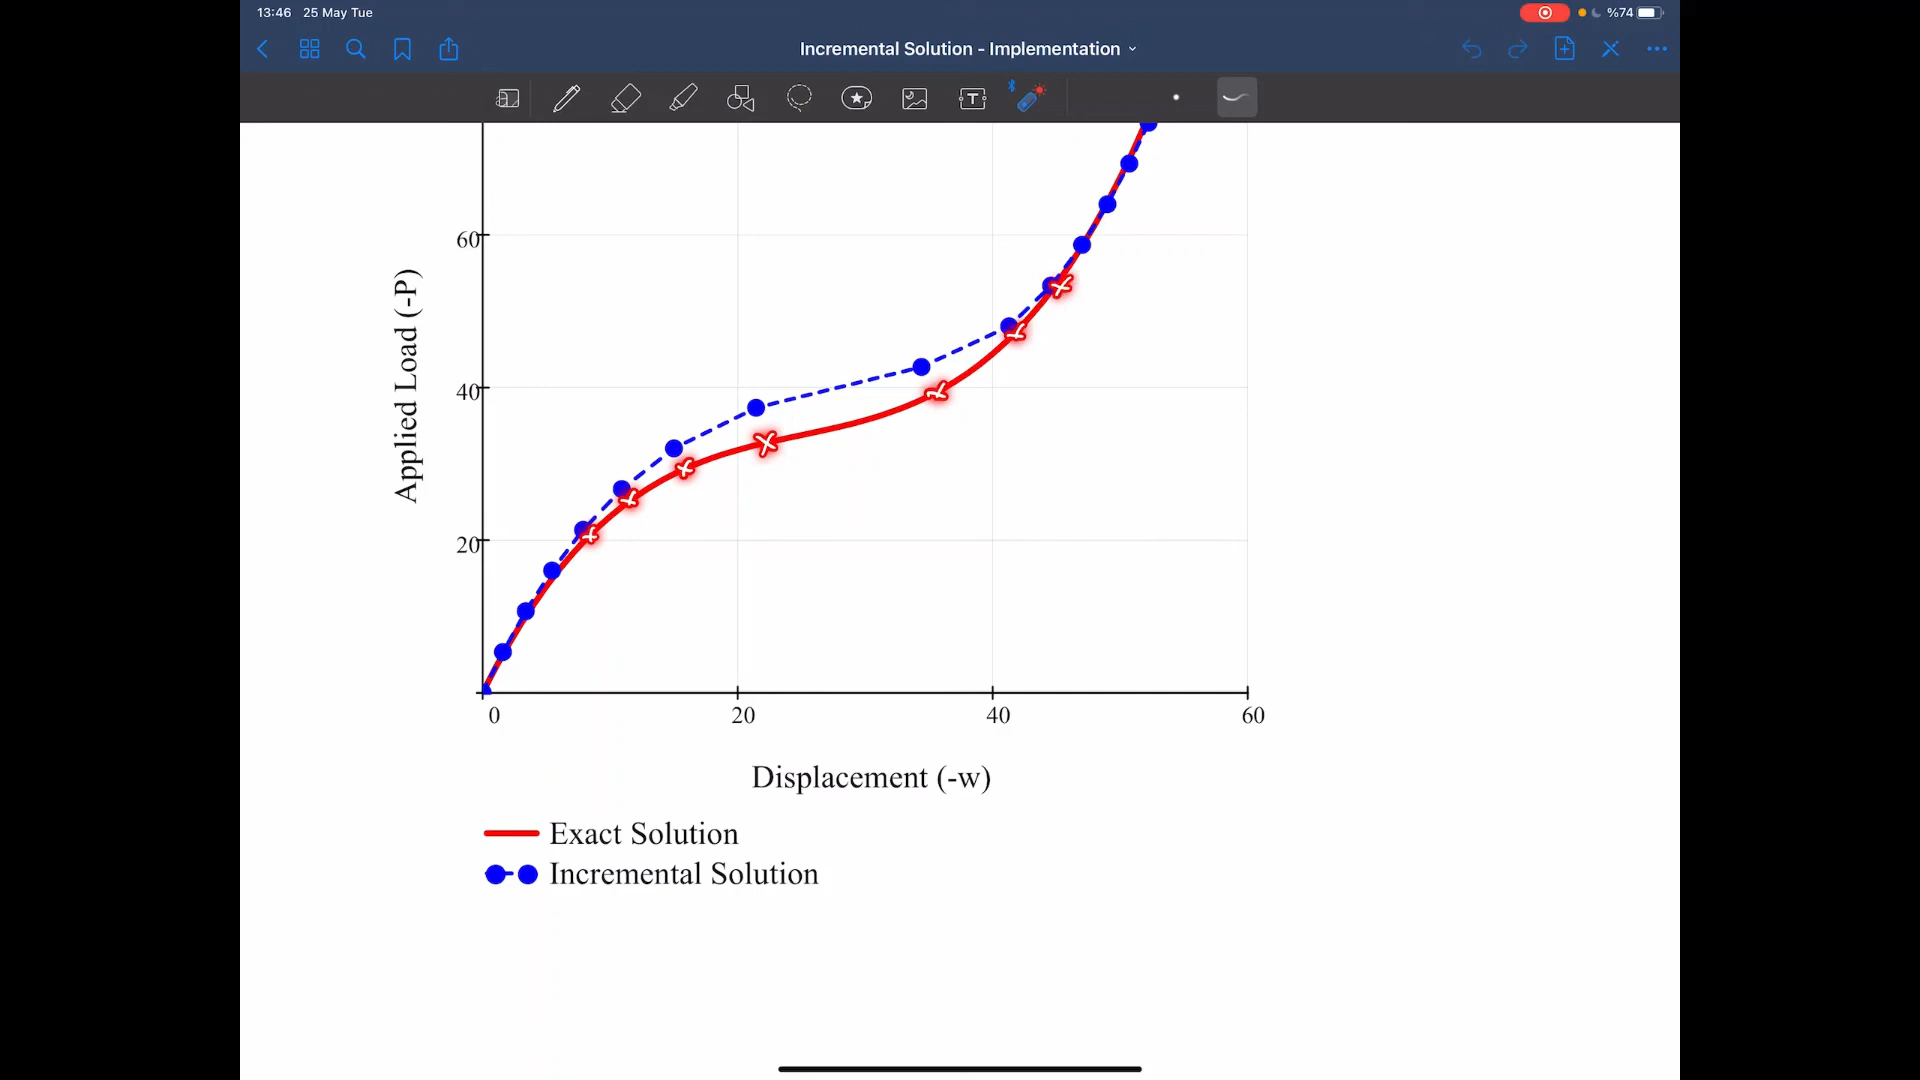 13:46 25 May Tue
%74
Incremental Solution - Implementation
T
60
40
20
Applied Load (-P)
0 20 40 60
Displacement (-w)
Exact Solution
Incremental Solution